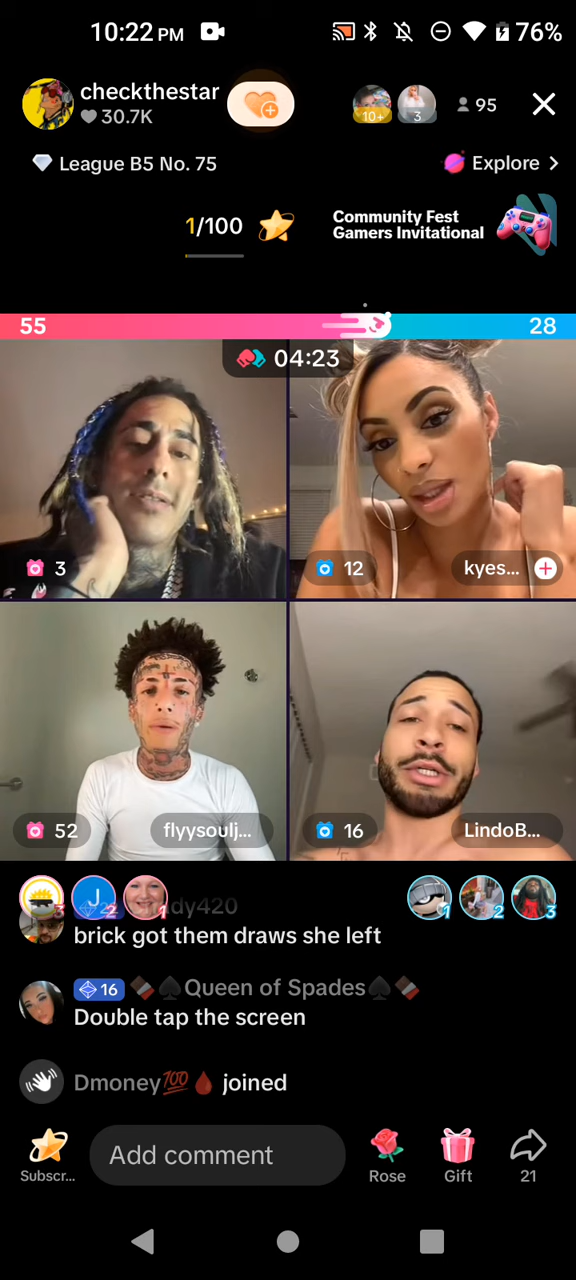 10:22 PM
76%
checkthestar
30.7K
10+
3
95
League B5 No. 75
Explore
1/100
Community Fest
Gamers Invitational
55
28
04:23
3
12
kyes...
52
flyysoulj...
16
LindoB...
3
J
2
1
1
2
3
brick got them draws she left
16 Queen of Spades
Double tap the screen
Dmoney💯🩸 joined
Add comment
Subscr...
Rose
Gift
21